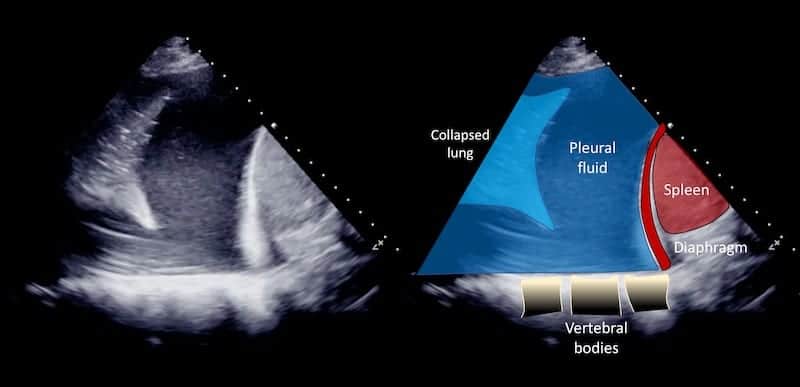 Collapsed
lung
Pleural
fluid
Spleen
Diaphragm
Vertebral
bodies